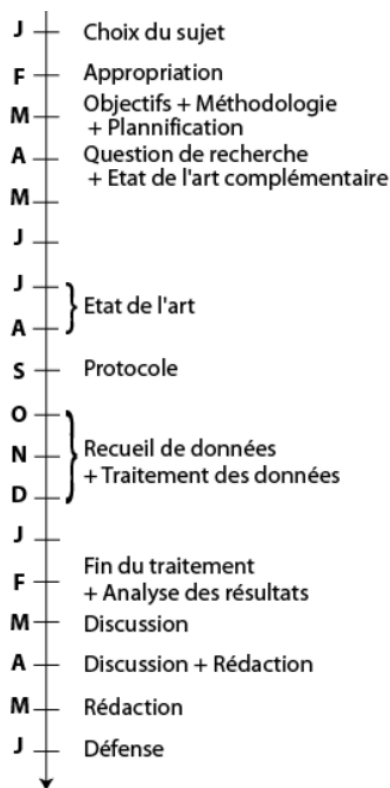 J Choix du sujet
F Appropriation
M Objectifs + Méthodologie
+ Plannification
A Question de recherche
+ Etat de l'art complémentaire
M
J
J
Etat de l'art
A
S Protocole
O
N Recueil de données
+ Traitement des données
D
J
F Fin du traitement
+ Analyse des résultats
M Discussion
A Discussion + Rédaction
M Rédaction
J Défense